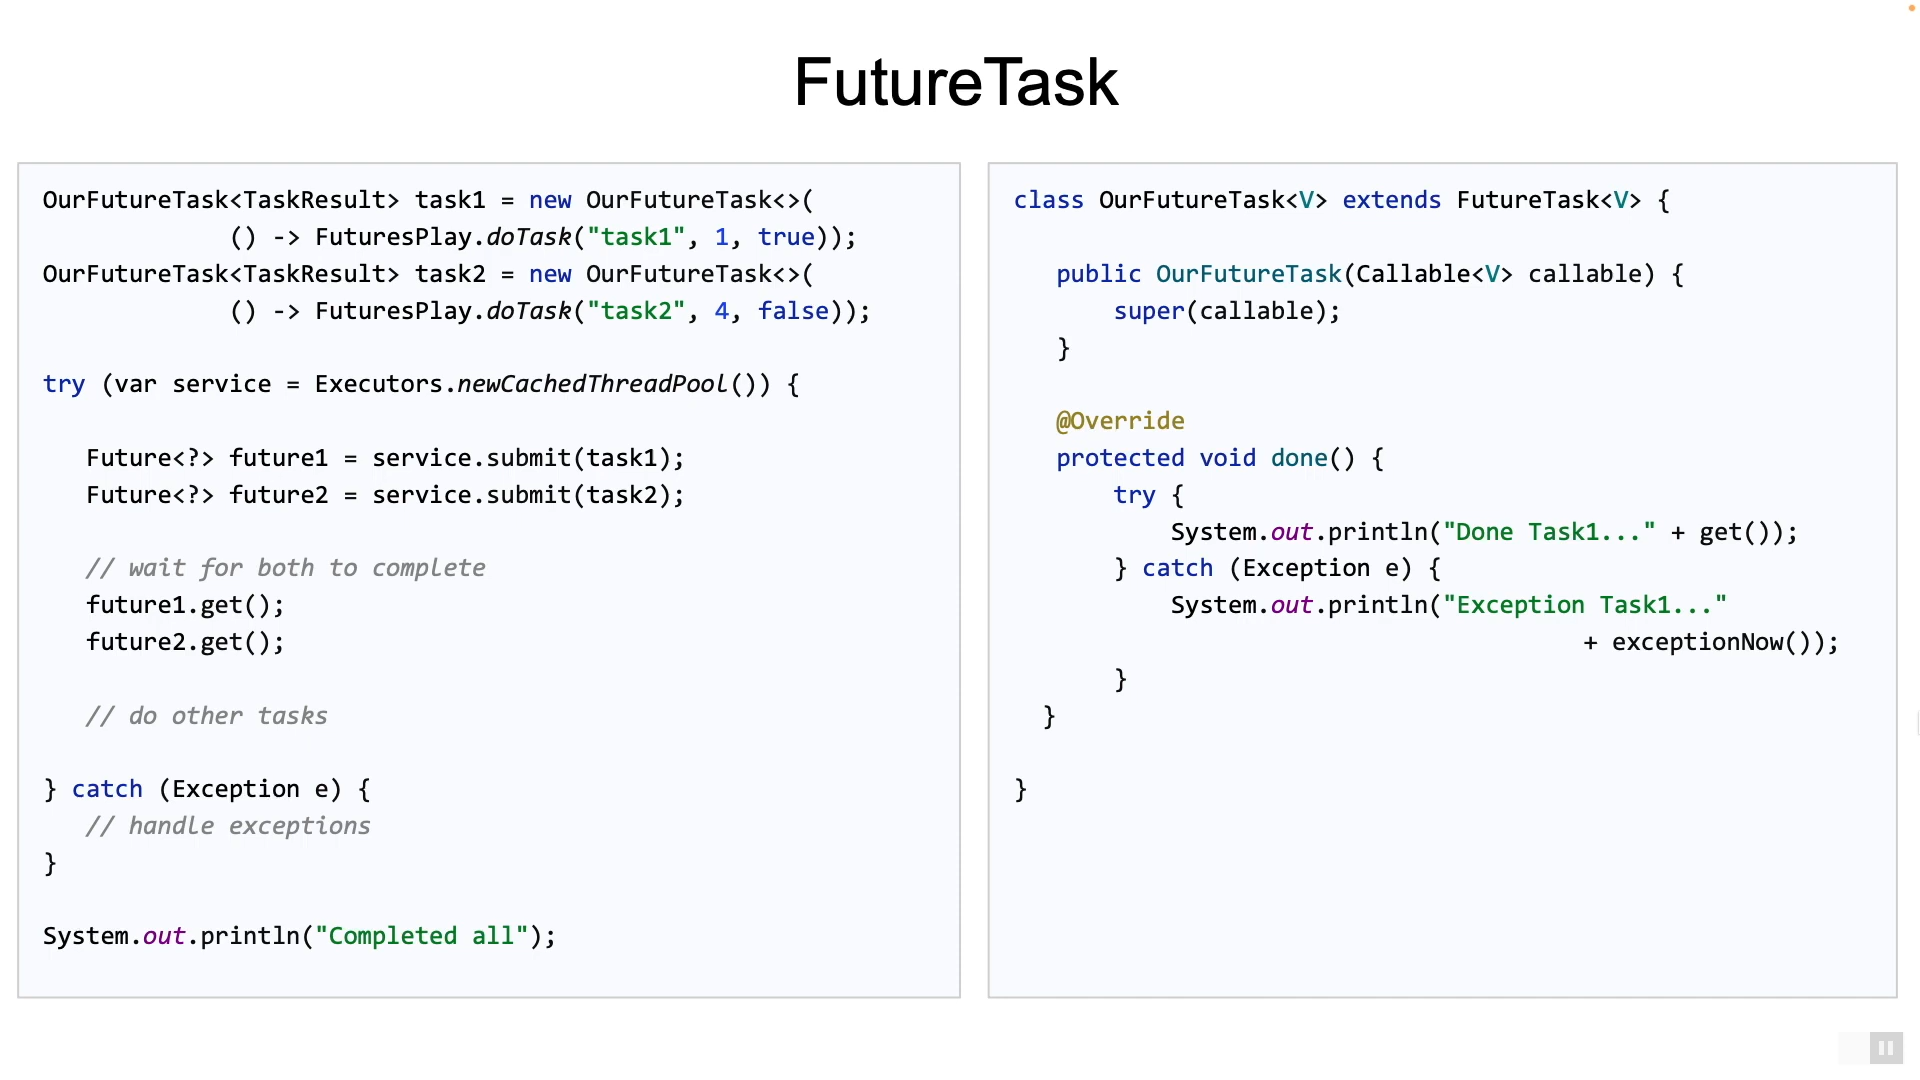 FutureTask
OurFutureTask<TaskResult> task1 = new OurFutureTask<>(
() -> FuturesPlay.doTask("task1", 1, true));
OurFutureTask<TaskResult> task2 = new OurFutureTask<>(
() -> FuturesPlay.doTask("task2", 4, false));
try (var service = Executors.newCachedThreadPool()) {
Future<?> future1 = service.submit(task1);
Future<?> future2 = service.submit(task2);
// wait for both to complete
future1.get();
future2.get();
// do other tasks
} catch (Exception e) {
// handle exceptions
}
System.out.println("Completed all");
class OurFutureTask<V> extends FutureTask<V> {
public OurFutureTask(Callable<V> callable) {
super(callable);
}
@Override
protected void done() {
try {
System.out.println("Done Task1..." + get());
} catch (Exception e) {
System.out.println("Exception Task1..."
+ exceptionNow());
}
}
}